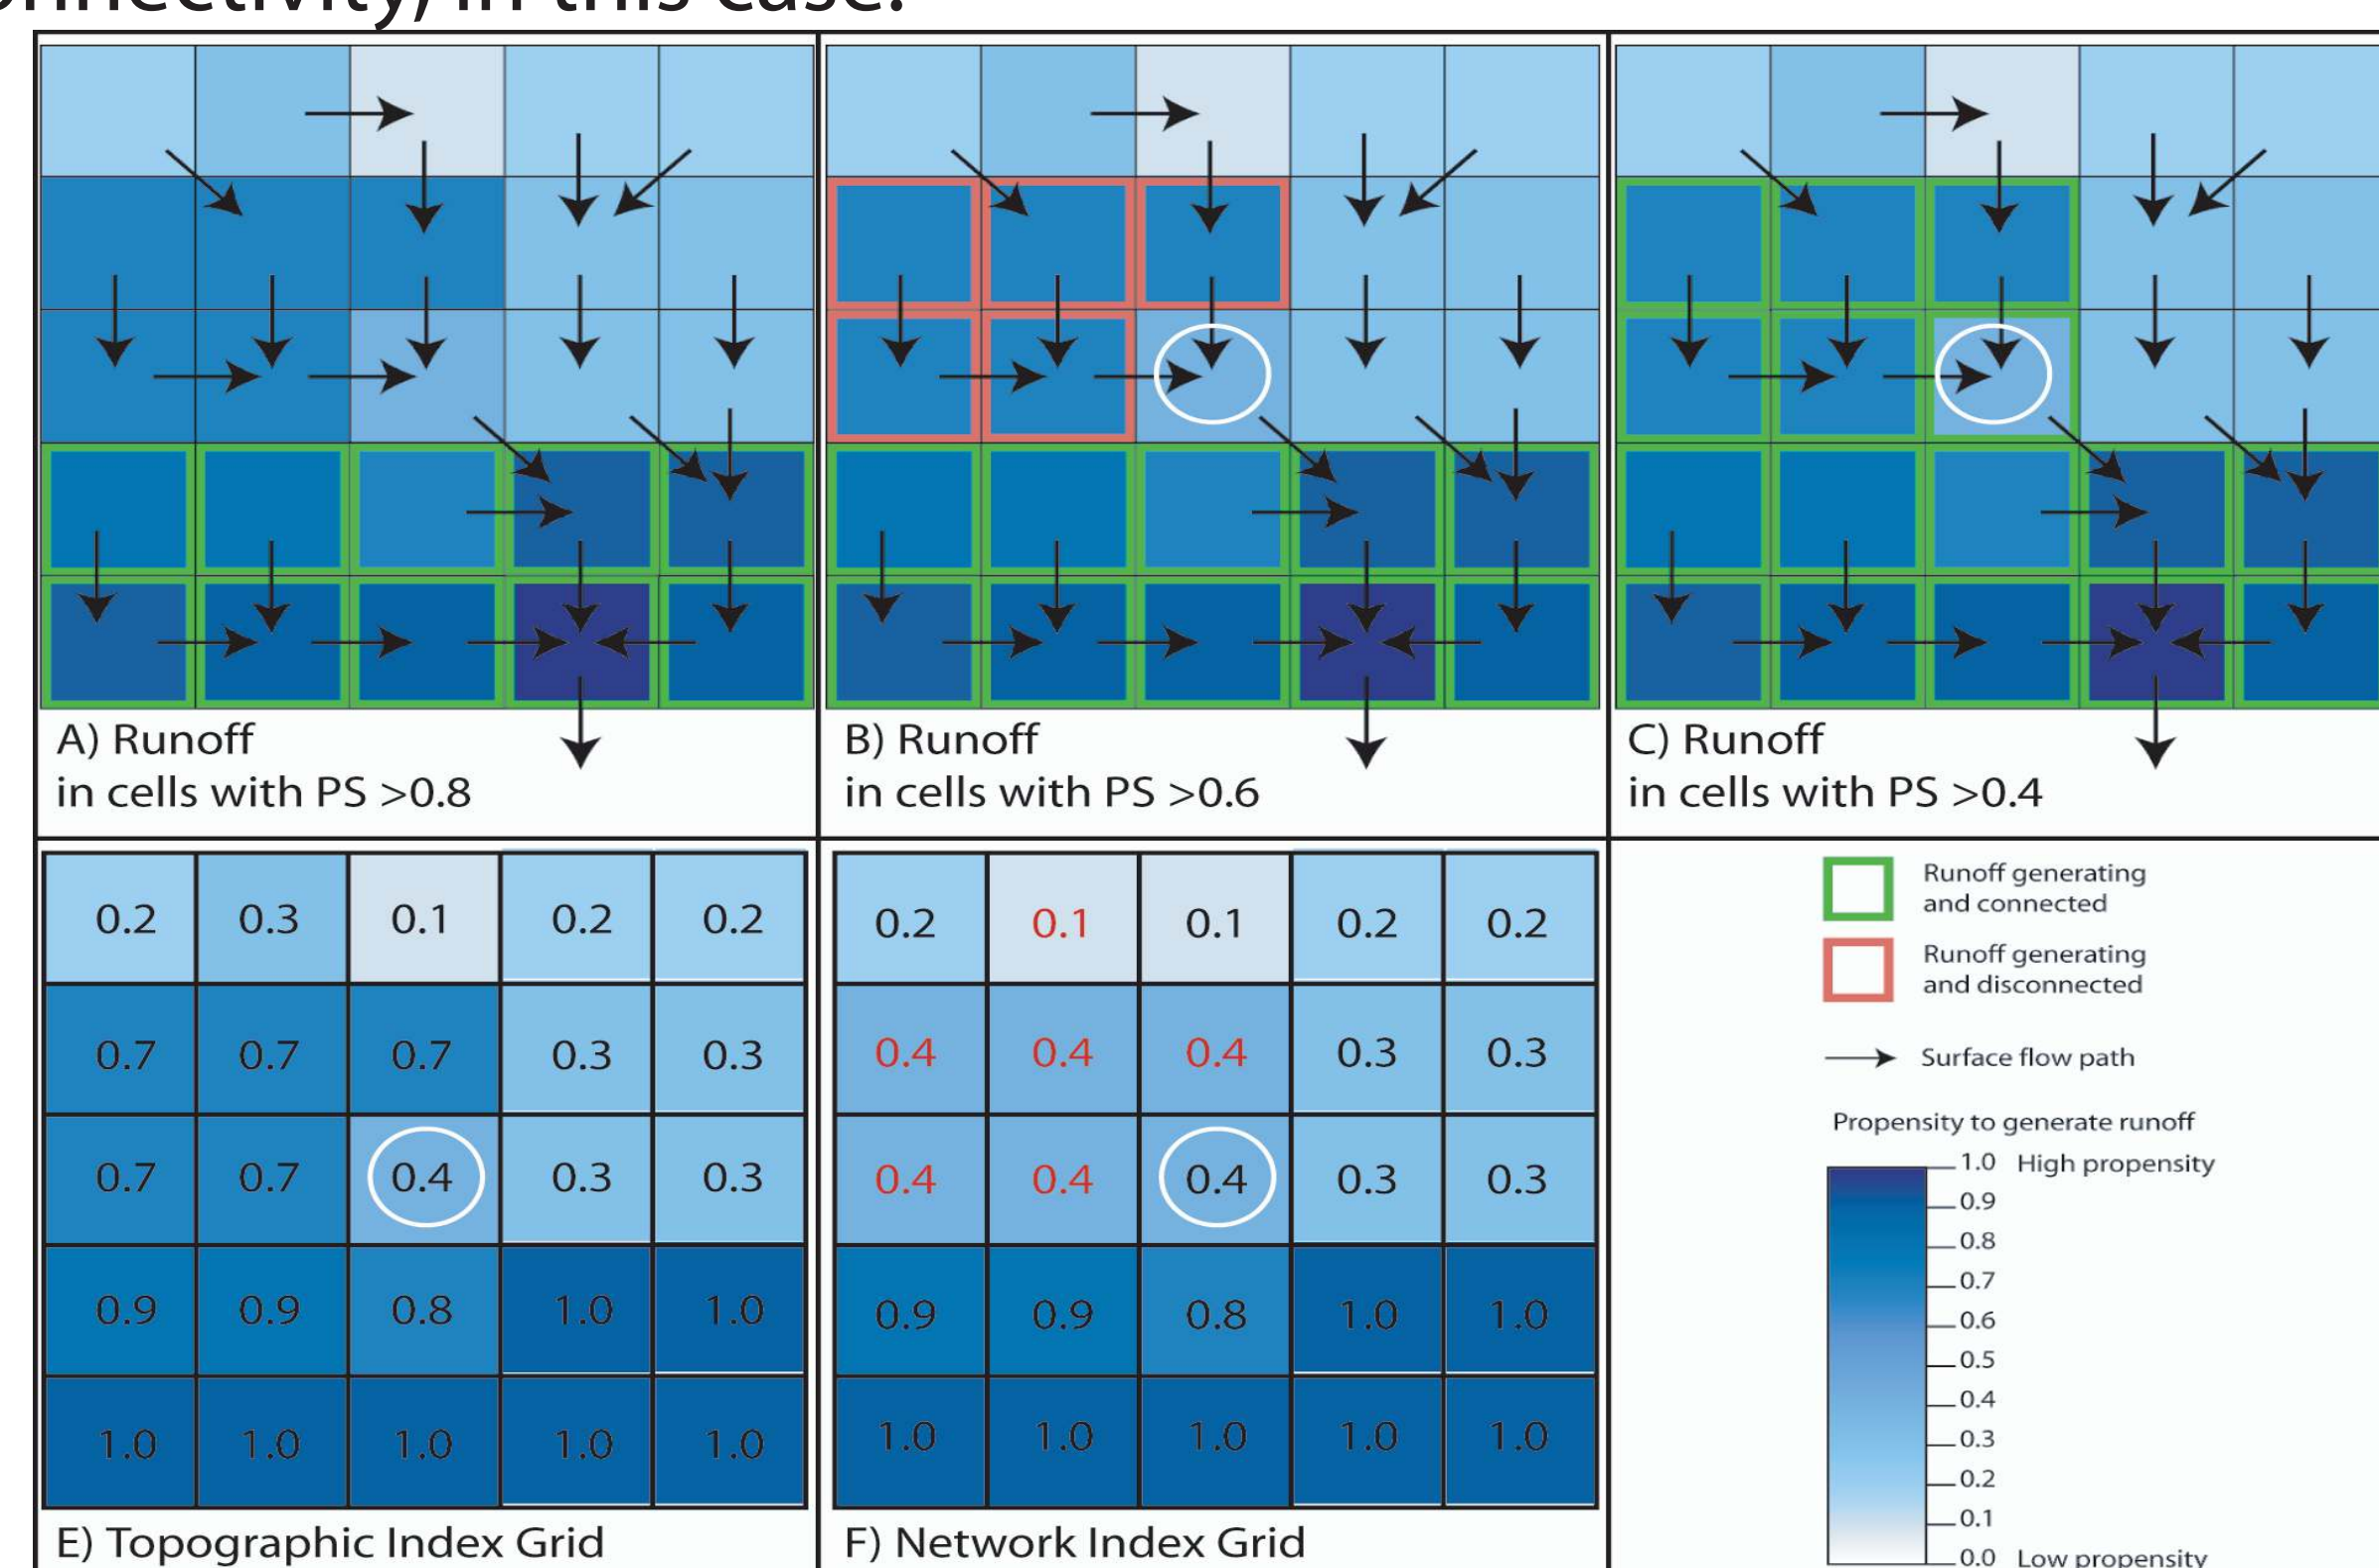 onnectivity) in this case.
A) Runoff
in cells with PS >0.8
B) Runoff
in cells with PS >0.6
C) Runoff
in cells with PS >0.4
0.2 0.3 0.1 0.2 0.2
0.7 0.7 0.7 0.3 0.3
0.7 0.7 0.4 0.3 0.3
0.9 0.9 0.8 1.0 1.0
1.0 1.0 1.0 1.0 1.0
E) Topographic Index Grid
0.2 0.1 0.1 0.2 0.2
0.4 0.4 0.4 0.3 0.3
0.4 0.4 0.4 0.3 0.3
0.9 0.9 0.8 1.0 1.0
1.0 1.0 1.0 1.0 1.0
F) Network Index Grid
Runoff generating
and connected
Runoff generating
and disconnected
Surface flow path
Propensity to generate runoff
1.0 High propensity
0.9
0.8
0.7
0.6
0.5
0.4
0.3
0.2
0.1
0.0 Low propensity